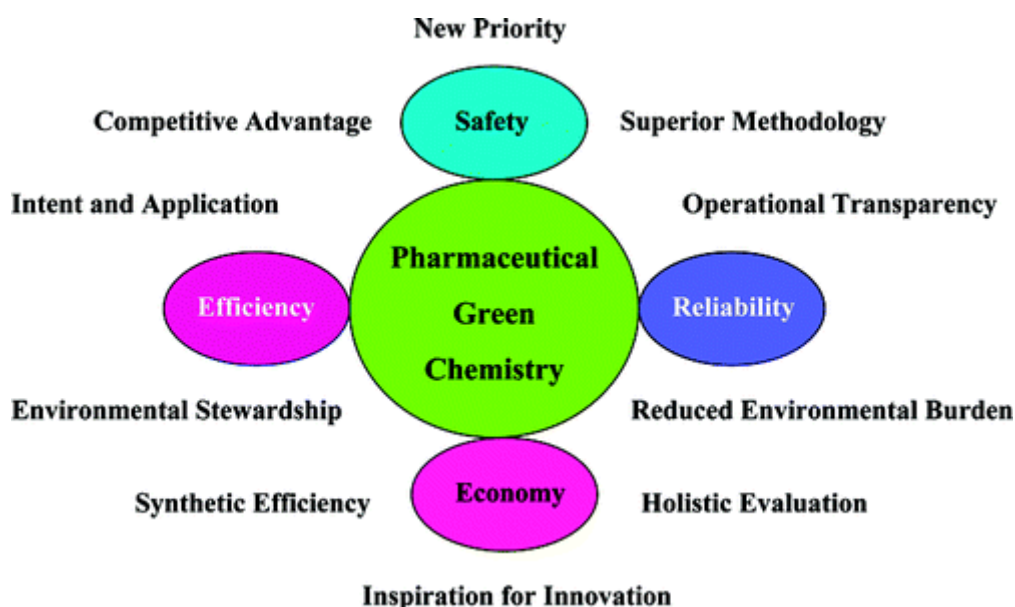 New Priority
Competitive Advantage
Safety
Superior Methodology
Intent and Application
Operational Transparency
Pharmaceutical
Green
Chemistry
Efficiency
Reliability
Environmental Stewardship
Reduced Environmental Burden
Synthetic Efficiency
Economy
Holistic Evaluation
Inspiration for Innovation